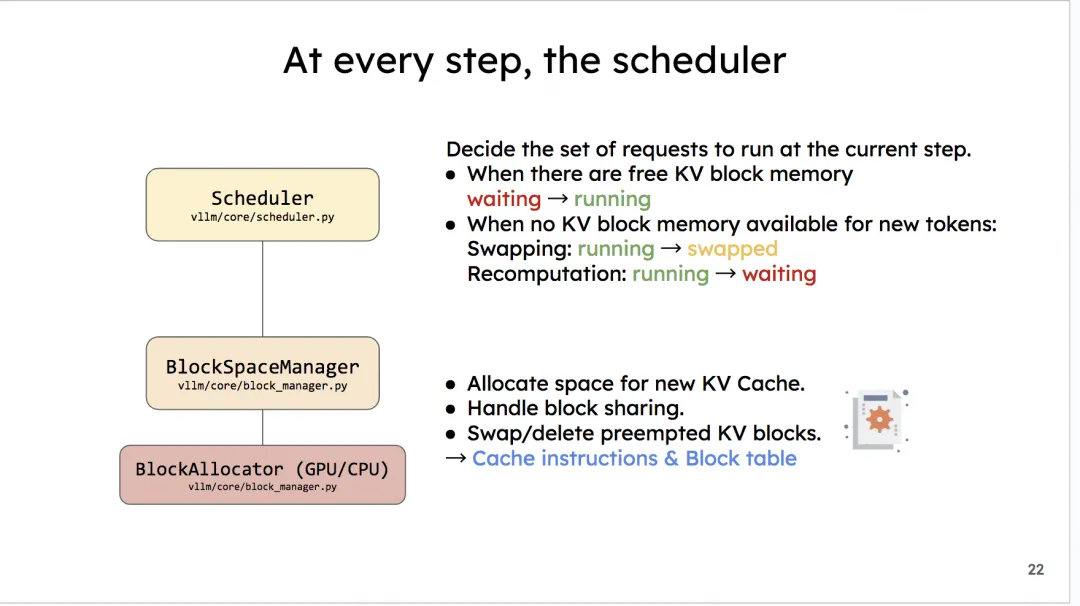 At every step, the scheduler
Scheduler
vllm/core/scheduler.py
Decide the set of requests to run at the current step.
● When there are free KV block memory
waiting → running
● When no KV block memory available for new tokens:
Swapping: running → swapped
Recomputation: running → waiting
BlockSpaceManager
vllm/core/block_manager.py
BlockAllocator (GPU/CPU)
vllm/core/block_manager.py
● Allocate space for new KV Cache.
● Handle block sharing.
● Swap/delete preempted KV blocks.
→ Cache instructions & Block table
22